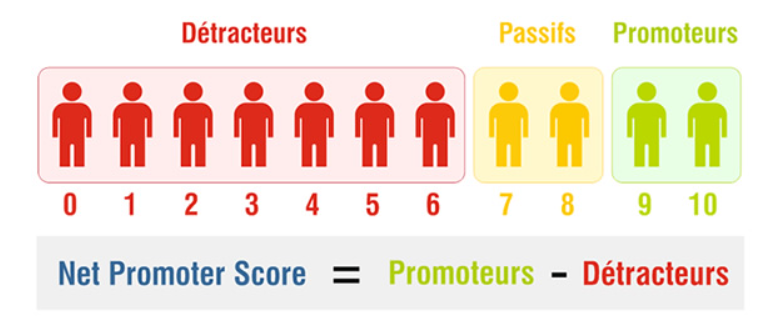 Détracteurs Passifs Promoteurs
0 1 2 3 4 5 6 7 8 9 10
Net Promoter Score = Promoteurs - Détracteurs